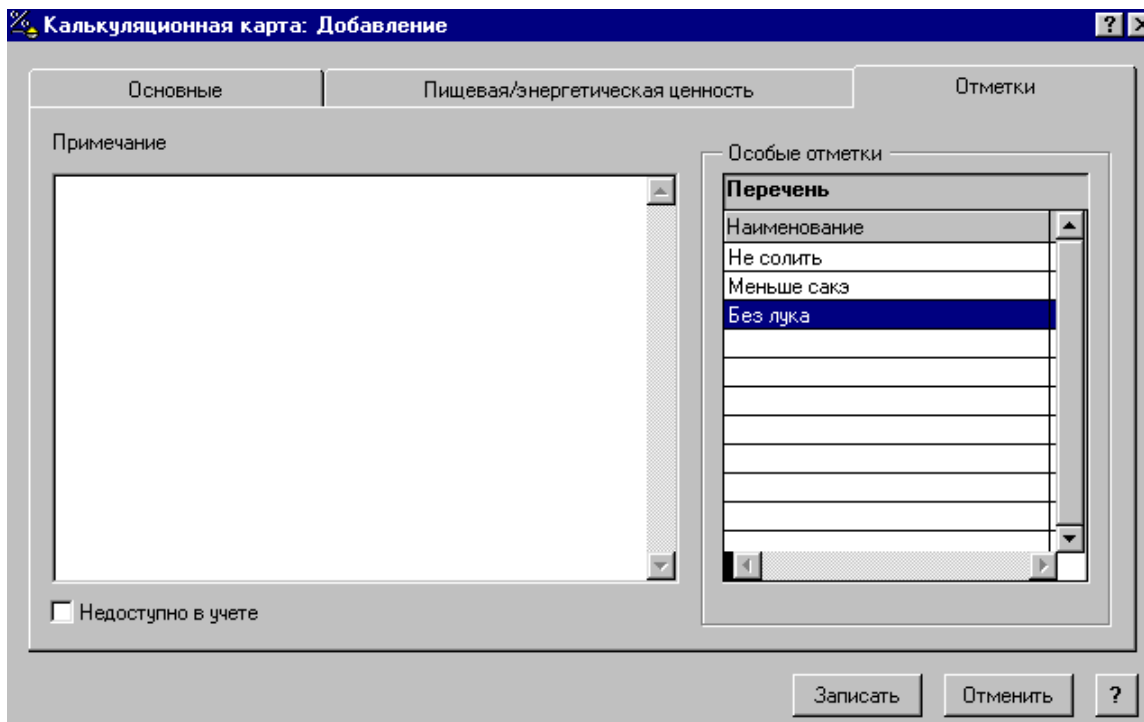 Калькуляционная карта: Добавление
?
Основные
Пищевая/энергетическая ценность
Отметки
Примечание
Особые отметки
Перечень
Наименование
Не солить
Меньше сакэ
Без лука
Недоступно в учете
Записать
Отменить
?